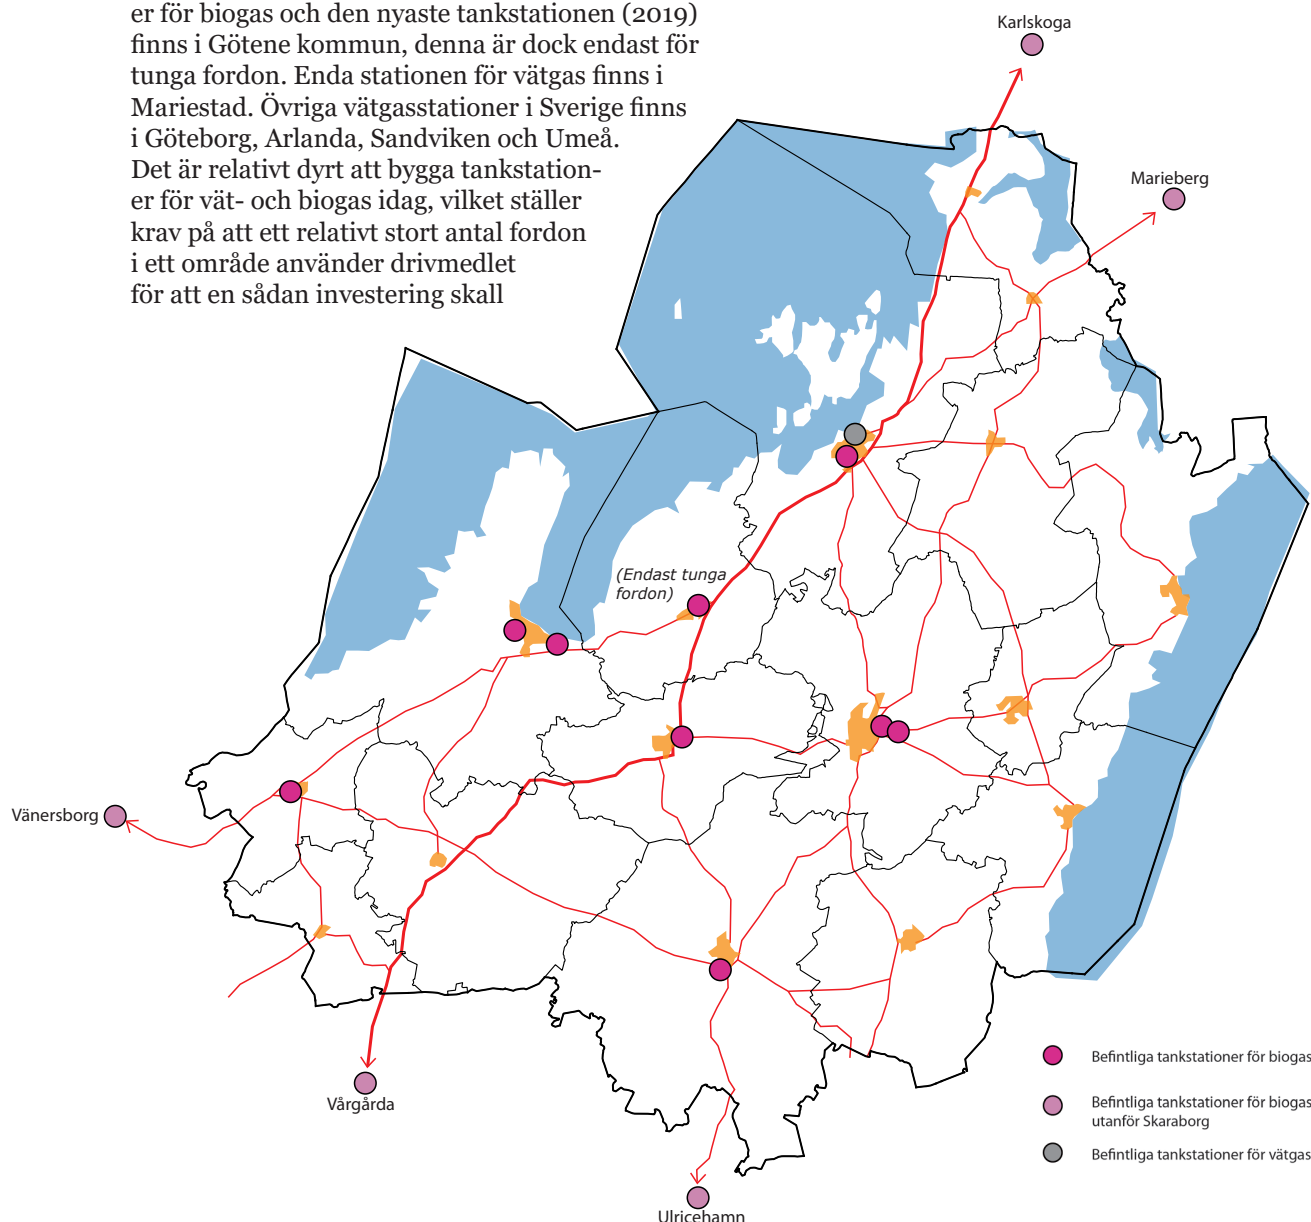 er för biogas och den nyaste tankstationen (2019)
finns i Götene kommun, denna är dock endast för
tunga fordon. Enda stationen för vätgas finns i
Mariestad. Övriga vätgasstationer i Sverige finns
i Göteborg, Arlanda, Sandviken och Umeå.
Det är relativt dyrt att bygga tankstation-
er för vät- och biogas idag, vilket ställer
krav på att ett relativt stort antal fordon
i ett område använder drivmedlet
för att en sådan investering skall
Karlskoga
Marieberg
(Endast tunga
fordon)
Vänersborg
Vårgårda
Ulricehamn
Befintliga tankstationer för biogas
Befintliga tankstationer för biogas
utanför Skaraborg
Befintliga tankstationer för vätgas